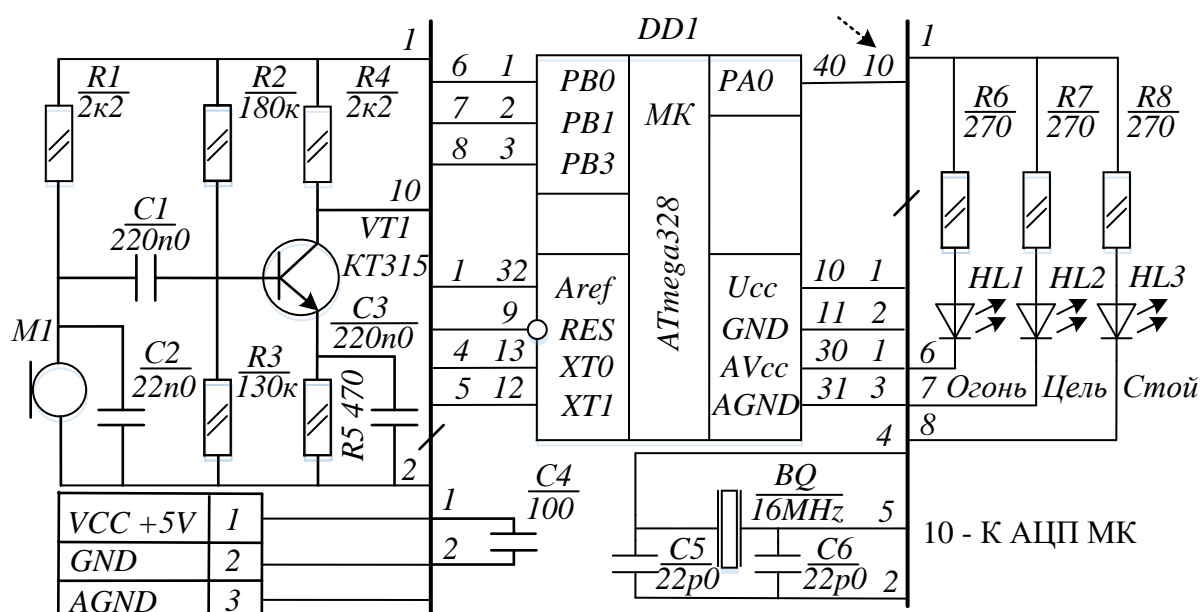 DD1
1
R1
2к2
R2
180к
R4
2к2
10
C1
220n0
VT1
КТ315
M1
C2
22n0
R3
130к
C3
220n0
R5 470
2
VCC +5V 1
GND 2
AGND 3
1
2
C4
100
6 1 PB0
7 2 PB1
8 3 PB3
1 32 Aref
9 RES
4 13 XT0
5 12 XT1
МК
ATmega328
PA0 40 10
Ucc 10 1
GND 11 2
AVcc 30 1
AGND 31 3
4
BQ
16MHz
5
C5
22p0
C6
22p0
2
1
R6
270
R7
270
R8
270
HL1
HL2
HL3
6
7 Огонь Цель Стой
8
10 - К АЦП МК